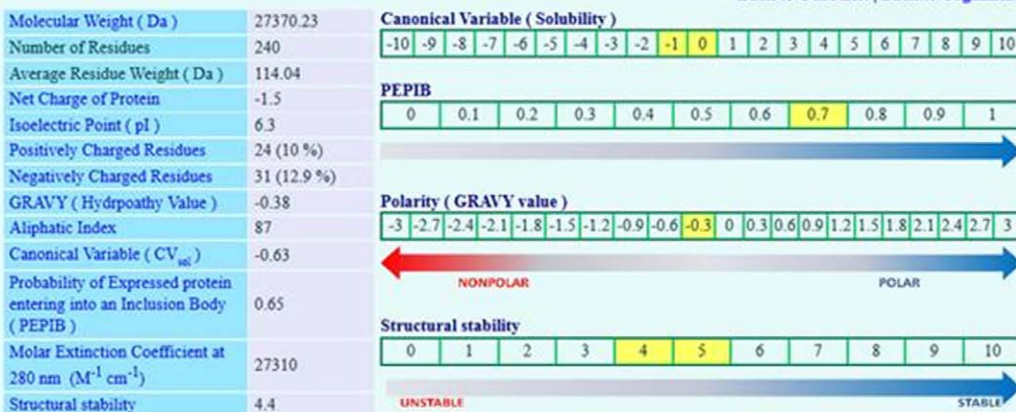 Molecular Weight ( Da ) 27370.23
Number of Residues 240
Average Residue Weight ( Da ) 114.04
Net Charge of Protein -1.5
Isoelectric Point ( pI ) 6.3
Positively Charged Residues 24 (10 %)
Negatively Charged Residues 31 (12.9 %)
GRAVY ( Hydrpoathy Value ) -0.38
Aliphatic Index 87
Canonical Variable ( CVsol ) -0.63
Probability of Expressed protein
entering into an Inclusion Body 0.65
( PEPIB )
Molar Extinction Coefficient at
280 nm (M-1 cm-1) 27310
Structural stability 4.4
Canonical Variable ( Solubility )
-10 -9 -8 -7 -6 -5 -4 -3 -2 -1 0 1 2 3 4 5 6 7 8 9 10
PEPIB
0 0.1 0.2 0.3 0.4 0.5 0.6 0.7 0.8 0.9 1
Polarity ( GRAVY value )
-3 -2.7 -2.4 -2.1 -1.8 -1.5 -1.2 -0.9 -0.6 -0.3 0 0.3 0.6 0.9 1.2 1.5 1.8 2.1 2.4 2.7 3
NONPOLAR POLAR
Structural stability
0 1 2 3 4 5 6 7 8 9 10
UNSTABLE STABLE